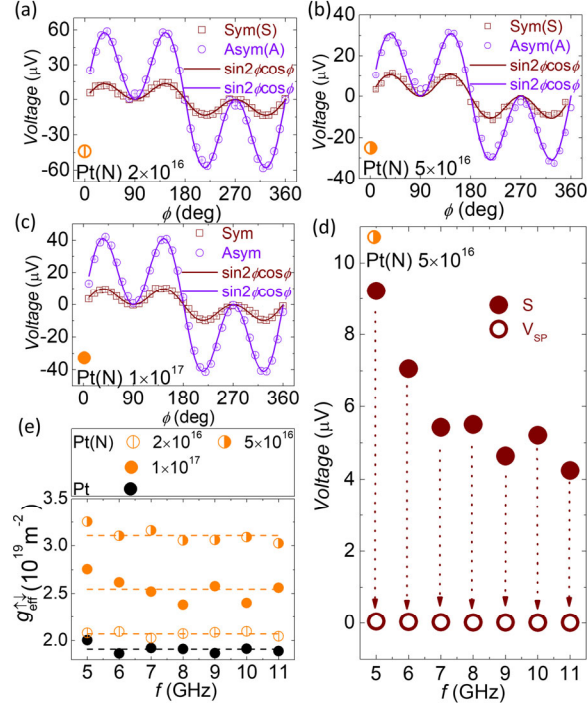 (a)
Sym(S)
Asym(A)
sin2ϕcosϕ
sin2ϕcosϕ
60
30
0
-30
-60
Voltage (μV)
Pt(N) 2×10¹⁶
0 90 180 270 360
ϕ (deg)
(b)
Sym(S)
Asym(A)
sin2ϕcosϕ
sin2ϕcosϕ
40
20
0
-20
-40
Voltage (μV)
Pt(N) 5×10¹⁶
0 90 180 270 360
ϕ (deg)
(c)
Sym
Asym
sin2ϕcosϕ
sin2ϕcosϕ
40
20
0
-20
-40
Voltage (μV)
Pt(N) 1×10¹⁷
0 90 180 270 360
ϕ (deg)
(d)
Pt(N) 5×10¹⁶
S
V_SP
10
8
6
4
2
0
Voltage (μV)
5 6 7 8 9 10 11
f (GHz)
(e)
Pt(N) 2×10¹⁶ 5×10¹⁶
1×10¹⁷
Pt
3.5
3.0
2.5
2.0
g↑↓eff (10¹⁹ m⁻²)
5 6 7 8 9 10 11
f (GHz)